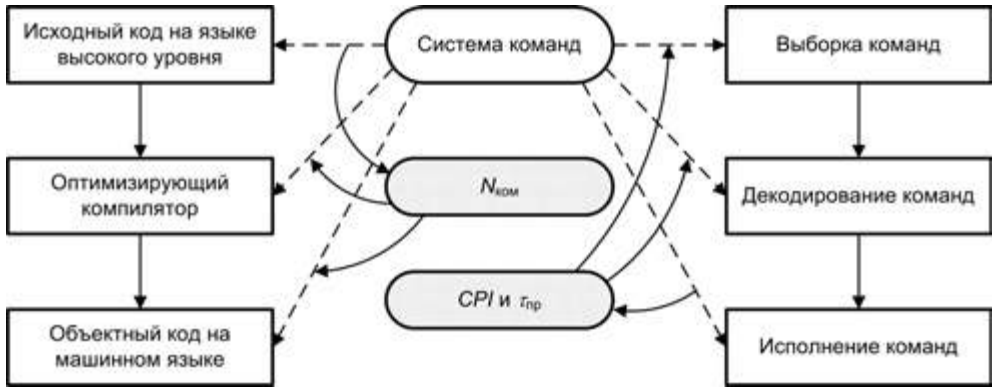 Исходный код на языке
высокого уровня
Система команд
Выборка команд
Оптимизирующий
компилятор
Nком
Декодирование команд
CPI и τпр
Объектный код на
машинном языке
Исполнение команд